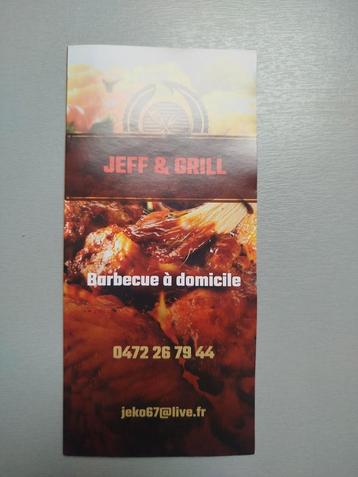 JEFF & GRILL
Barbecue à domicile
0472 26 79 44
jeko67@live.fr